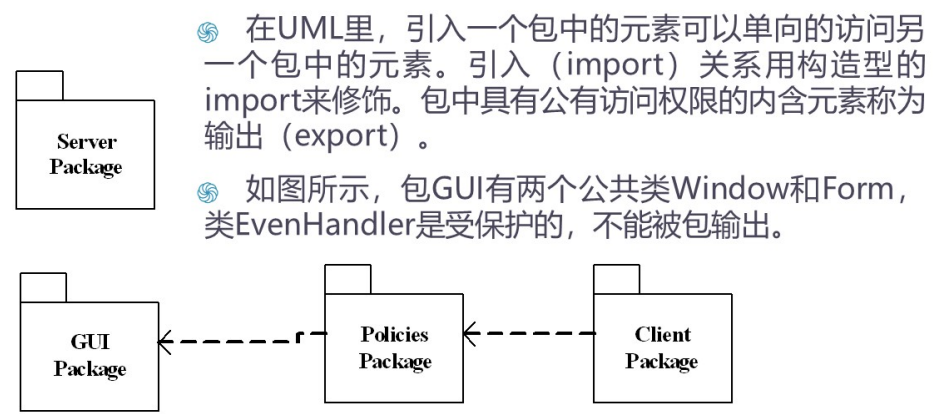 在UML里，引入一个包中的元素可以单向的访问另
一个包中的元素。引入（import）关系用构造型的
import来修饰。包中具有公有访问权限的内含元素称为
输出（export）。
如图所示，包GUI有两个公共类Window和Form，
类EvenHandler是受保护的，不能被包输出。
Server
Package
GUI
Package
Policies
Package
Client
Package